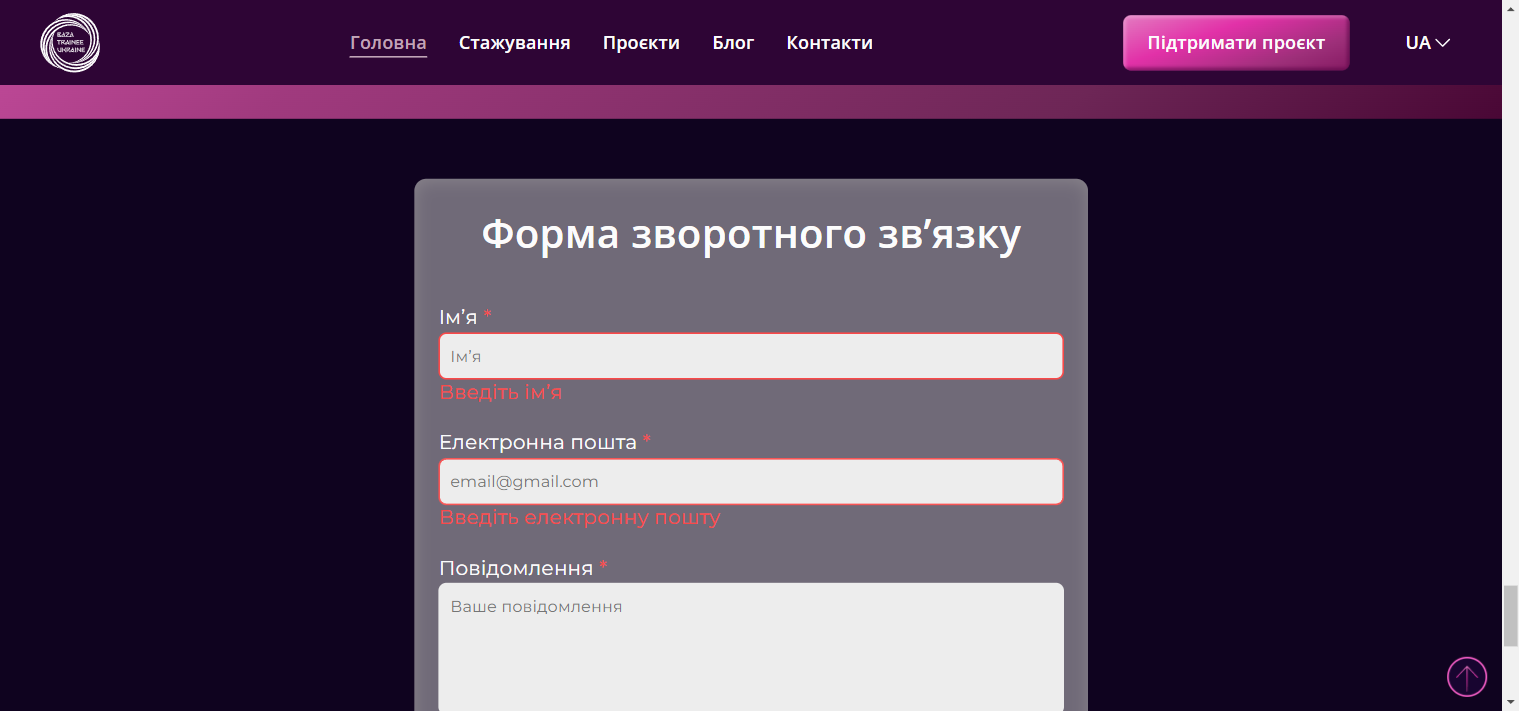 BAZA
TRAINEE
UKRAINE
Головна Стажування Проєкти Блог Контакти Підтримати проєкт UA
Форма зворотного зв’язку
Ім’я *
Ім’я
Введіть ім’я
Електронна пошта *
email@gmail.com
Введіть електронну пошту
Повідомлення *
Ваше повідомлення